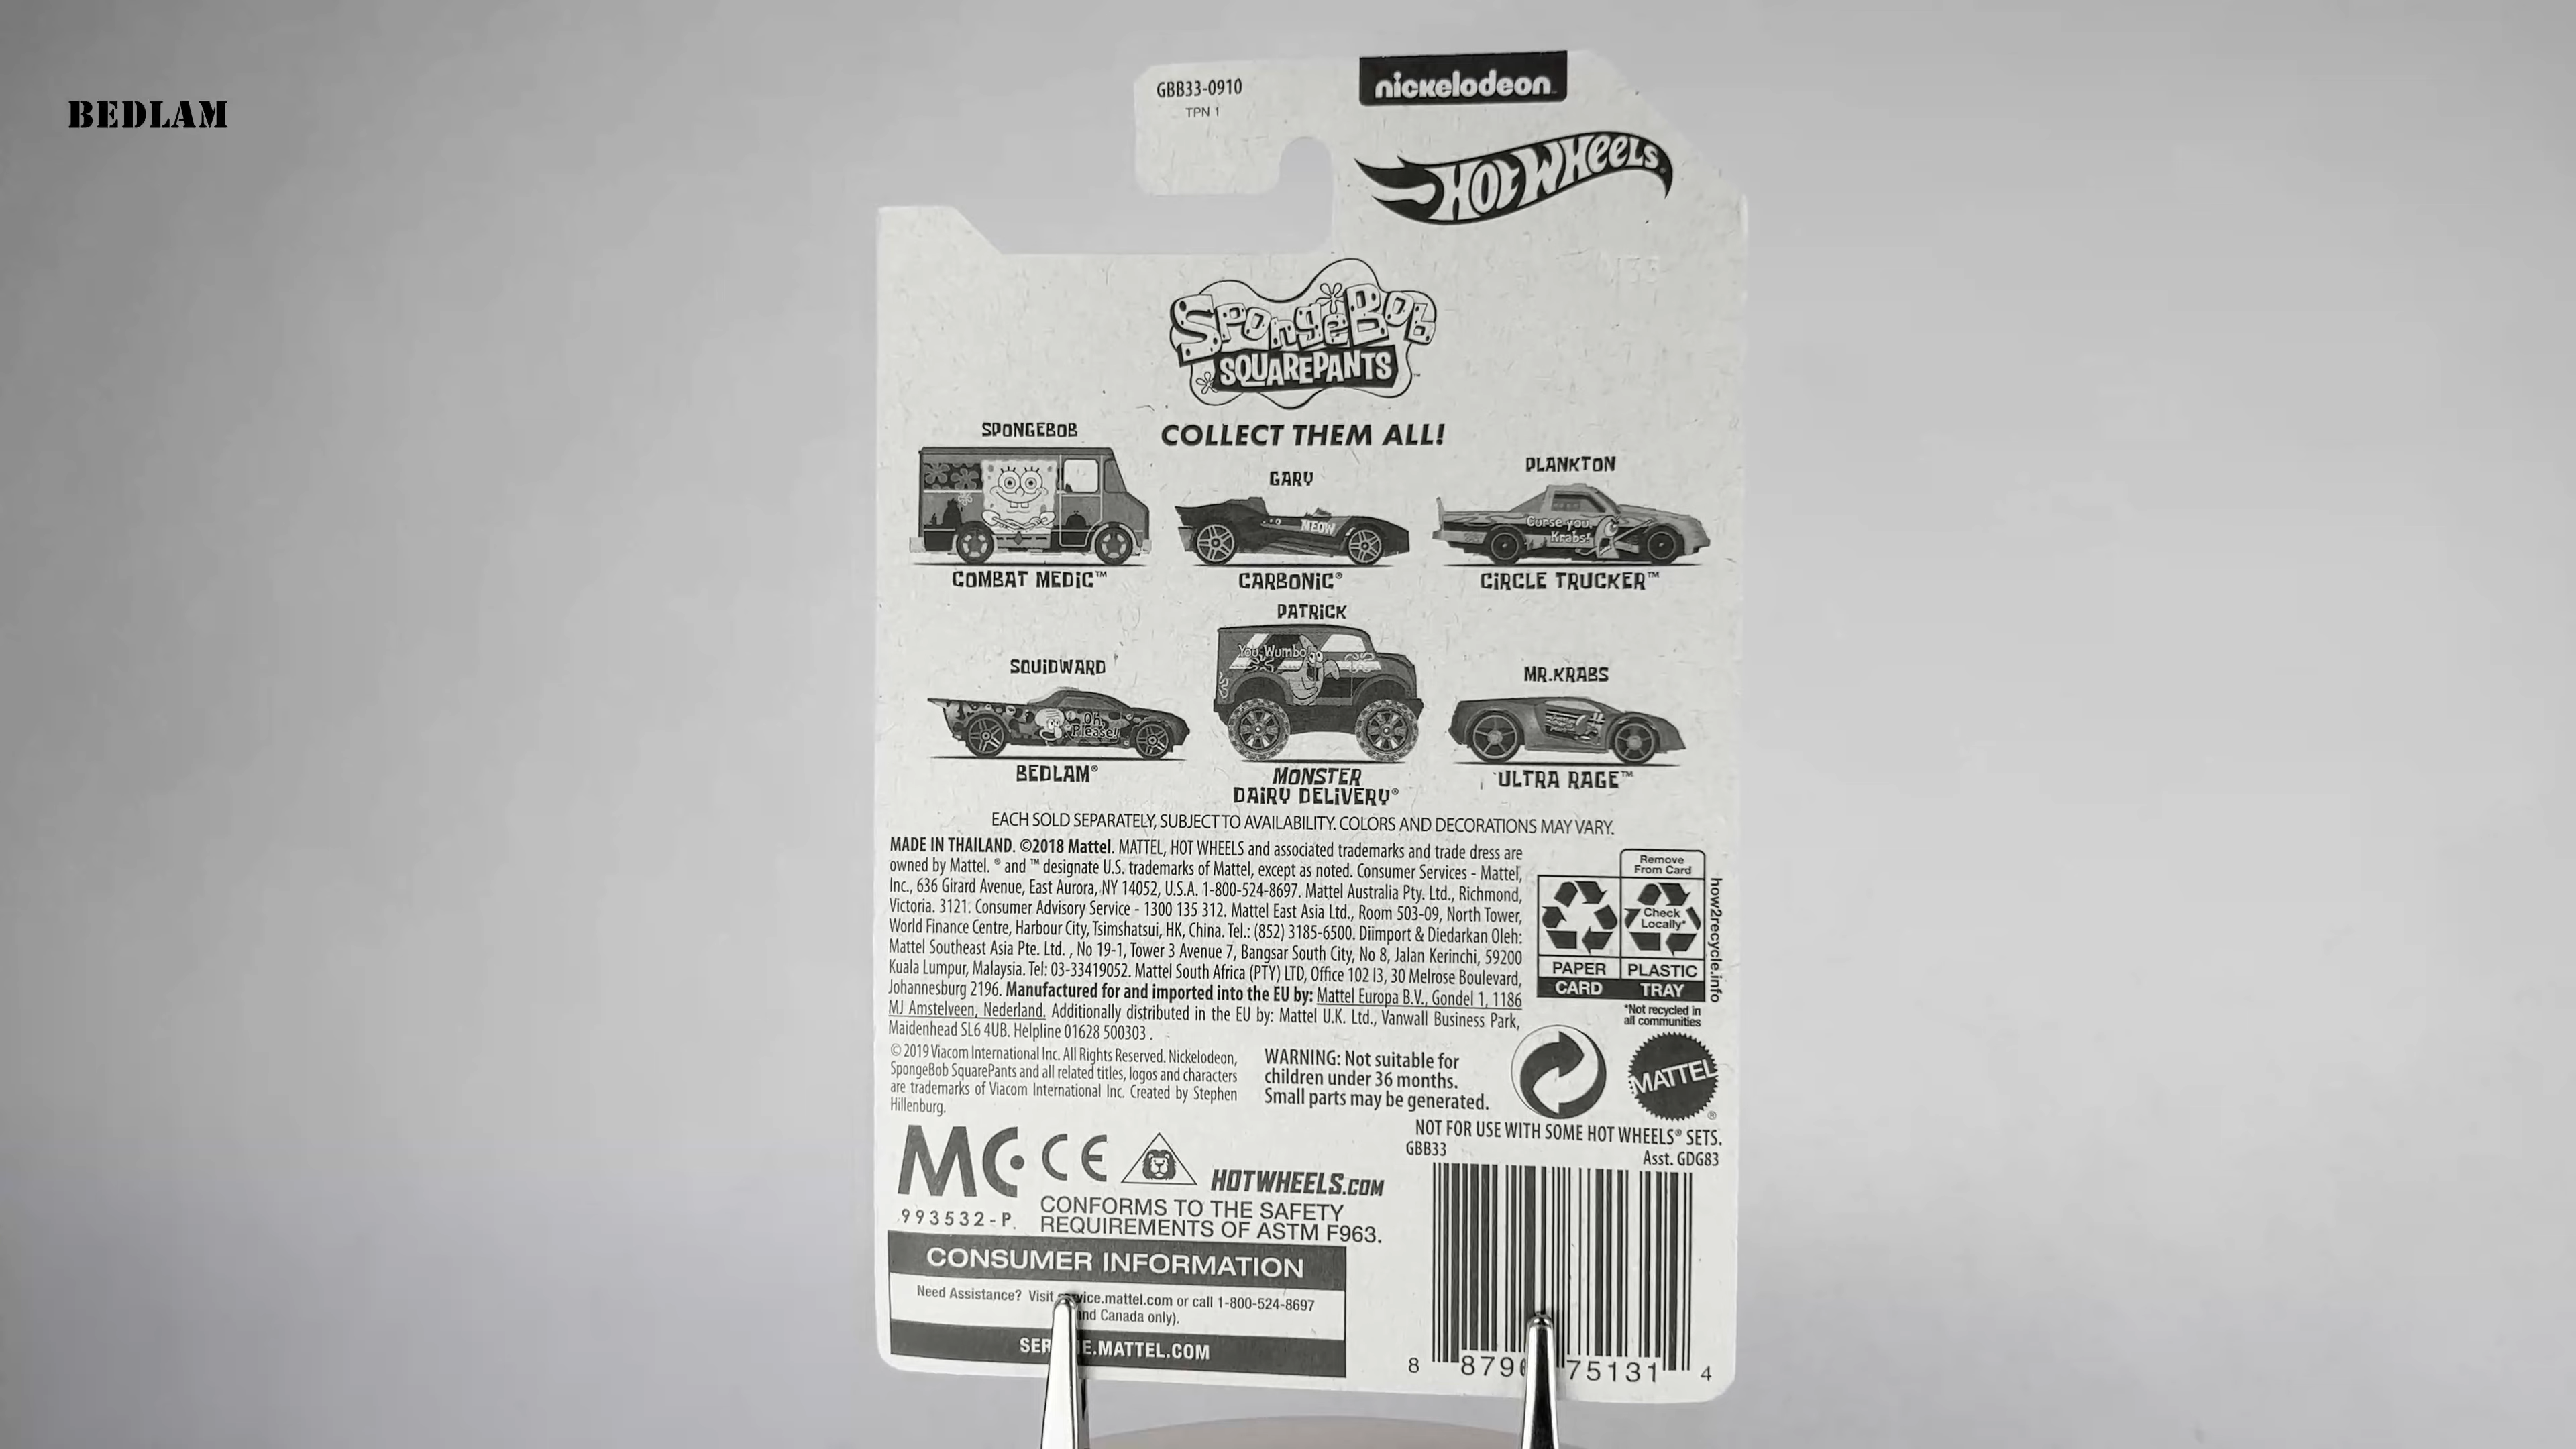 BEDLAM
GBB33-0910
TPN 1
nickelodeon
HOT WHEELS
SPONGEBOB
SQUAREPANTS™
COLLECT THEM ALL!
SPONGEBOB
COMBAT MEDIC™
GARY
MEOW
CARBONIC®
PLANKTON
Curse you,
Krabs!
CIRCLE TRUCKER™
SQUIDWARD
Oh,
Please!!
BEDLAM®
PATRICK
You, Wumbo!
MONSTER
DAIRY DELIVERY®
MR.KRABS
ULTRA RAGE™
EACH SOLD SEPARATELY, SUBJECT TO AVAILABILITY. COLORS AND DECORATIONS MAY VARY.
MADE IN THAILAND. ©2018 Mattel. MATTEL, HOT WHEELS and associated trademarks and trade dress are
owned by Mattel. ® and ™ designate U.S. trademarks of Mattel, except as noted. Consumer Services - Mattel,
Inc., 636 Girard Avenue, East Aurora, NY 14052, U.S.A. 1-800-524-8697. Mattel Australia Pty. Ltd., Richmond,
Victoria. 3121. Consumer Advisory Service - 1300 135 312. Mattel East Asia Ltd., Room 503-09, North Tower,
World Finance Centre, Harbour City, Tsimshatsui, HK, China. Tel.: (852) 3185-6500. Diimport & Diedarkan Oleh:
Mattel Southeast Asia Pte. Ltd. , No 19-1, Tower 3 Avenue 7, Bangsar South City, No 8, Jalan Kerinchi, 59200
Kuala Lumpur, Malaysia. Tel: 03-33419052. Mattel South Africa (PTY) LTD, Office 102 I3, 30 Melrose Boulevard,
Johannesburg 2196. Manufactured for and imported into the EU by: Mattel Europa B.V., Gondel 1, 1186
MJ Amstelveen, Nederland. Additionally distributed in the EU by: Mattel U.K. Ltd., Vanwall Business Park,
Maidenhead SL6 4UB. Helpline 01628 500303 .
Remove
From Card
Check
Locally*
PAPER
CARD
PLASTIC
TRAY
how2recycle.info
*Not recycled in
all communities
© 2019 Viacom International Inc. All Rights Reserved. Nickelodeon,
SpongeBob SquarePants and all related titles, logos and characters
are trademarks of Viacom International Inc. Created by Stephen
Hillenburg.
WARNING: Not suitable for
children under 36 months.
Small parts may be generated.
MATTEL®
NOT FOR USE WITH SOME HOT WHEELS® SETS.
GBB33
Asst. GDG83
MC CE
HOTWHEELS.COM
993532-P.
CONFORMS TO THE SAFETY
REQUIREMENTS OF ASTM F963.
CONSUMER INFORMATION
Need Assistance? Visit service.mattel.com or call 1-800-524-8697
and Canada only).
SERVICE.MATTEL.COM
8 879 75131 4